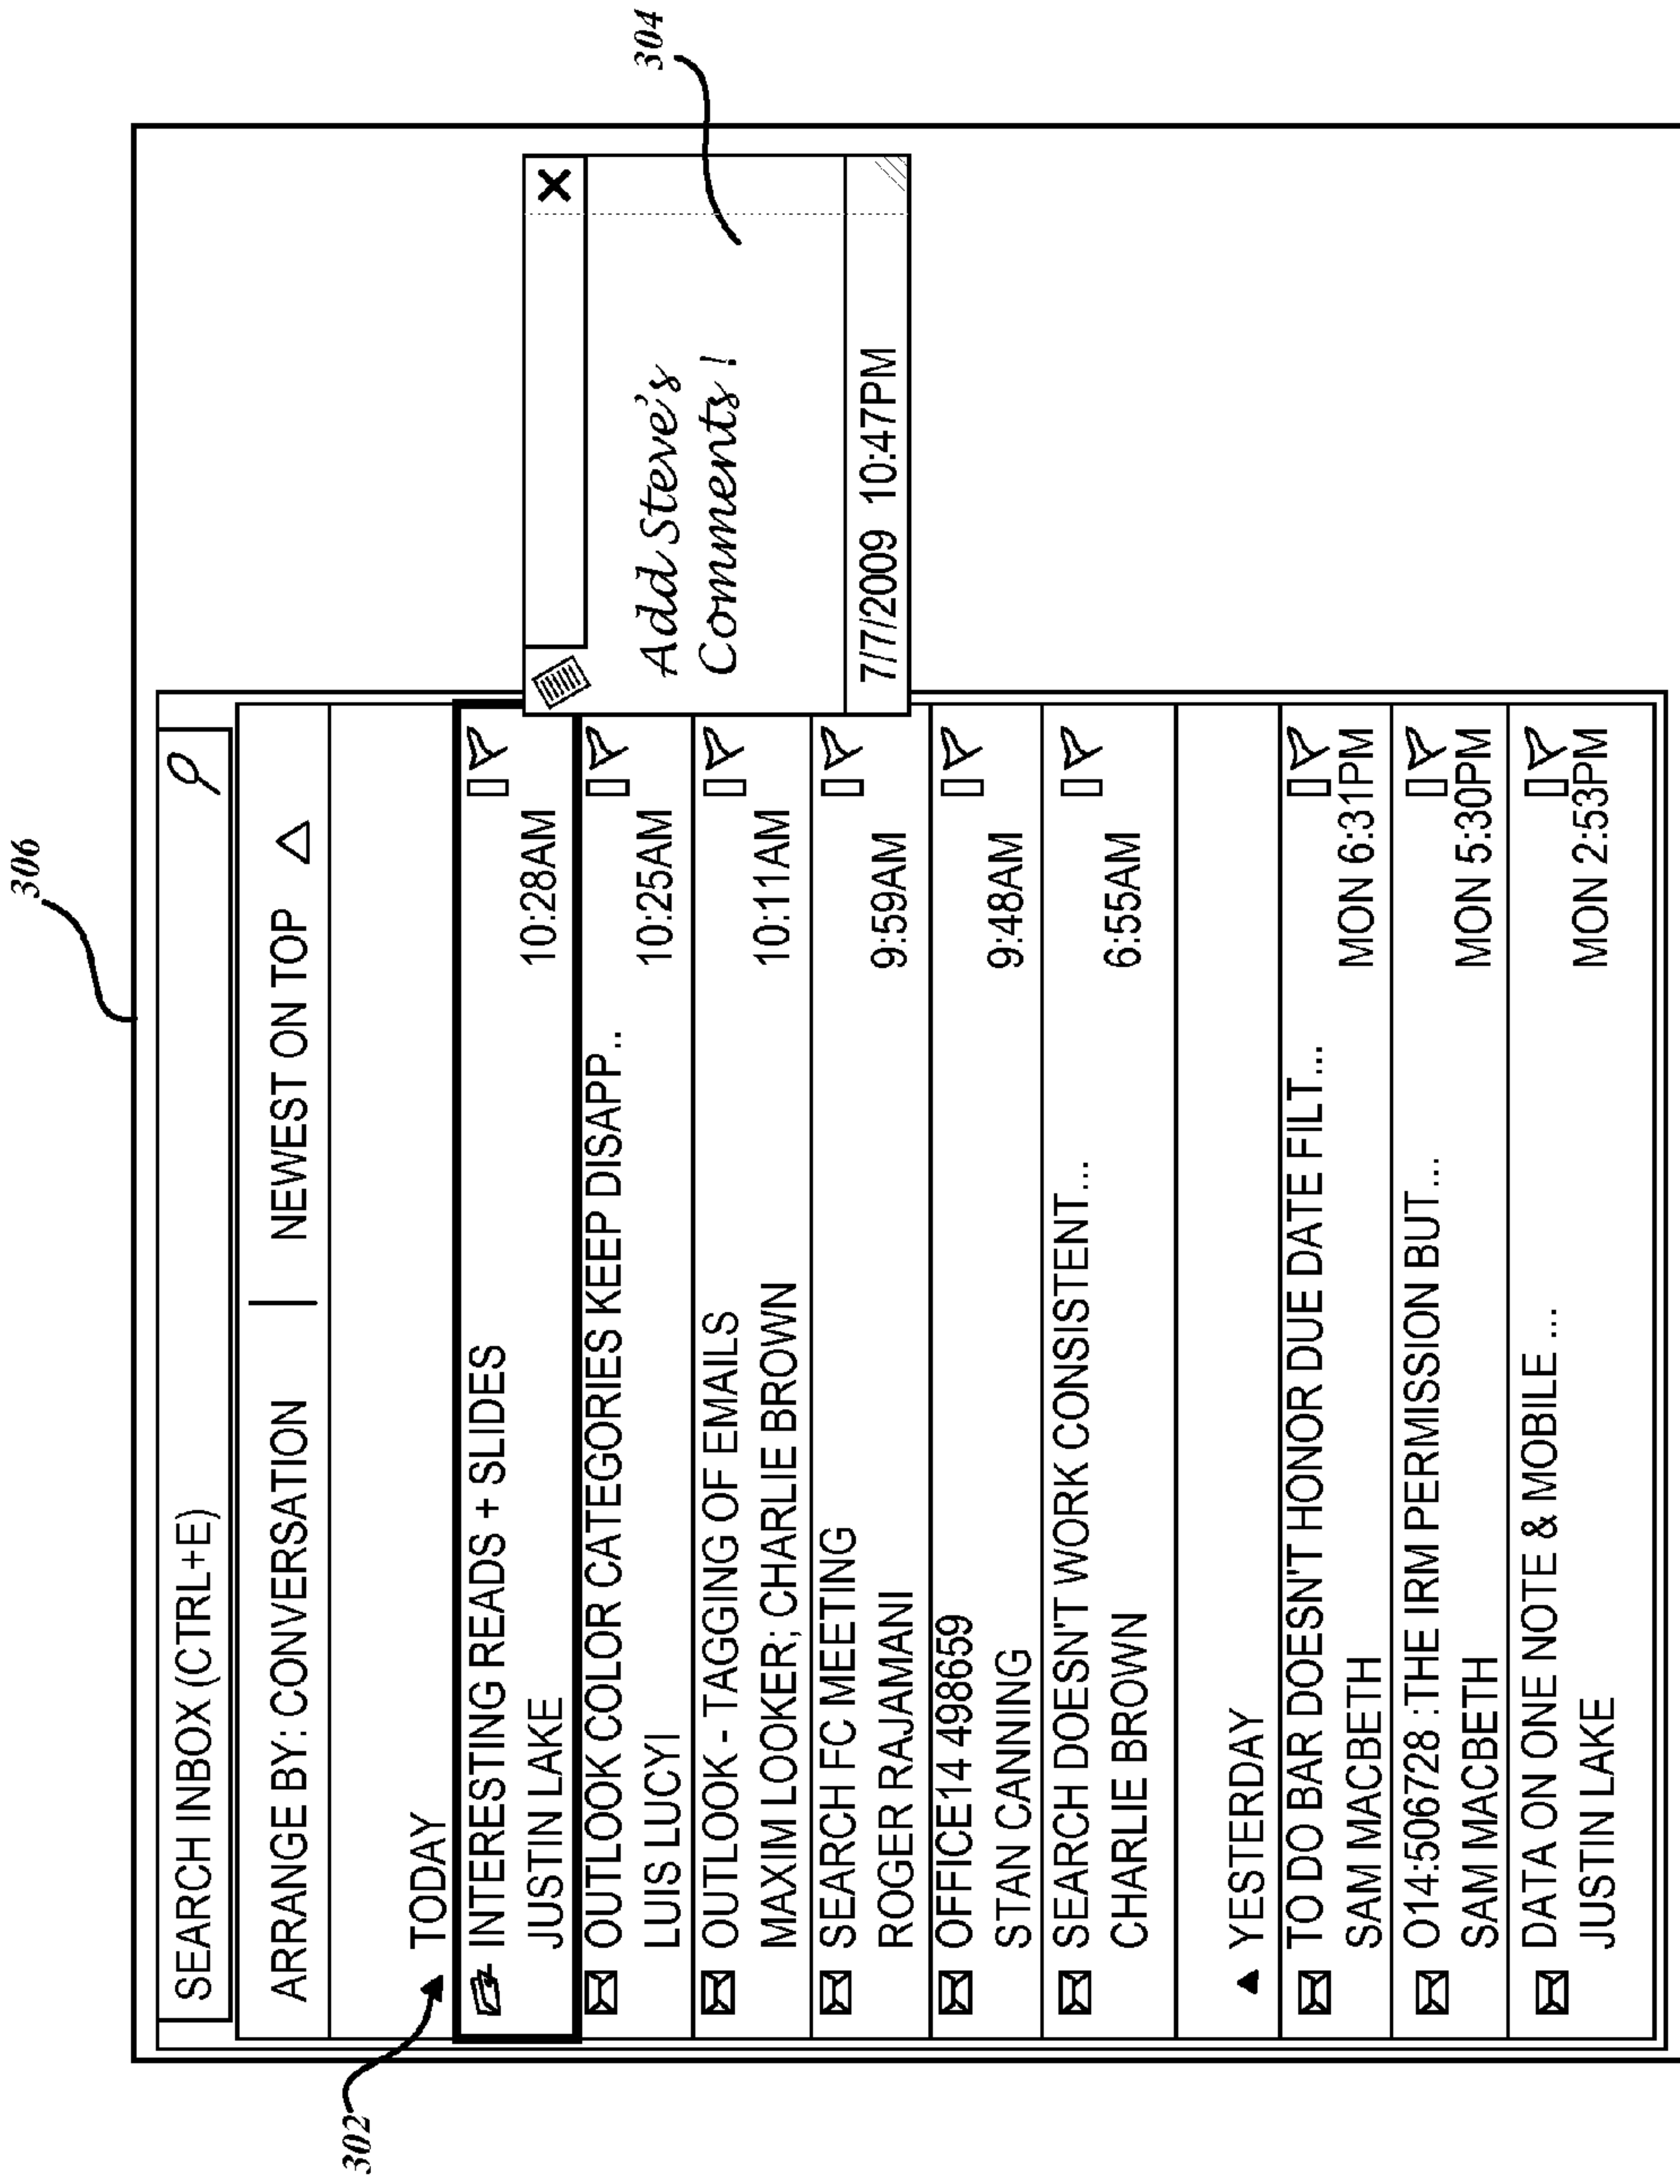 306
SEARCH INBOX (CTRL+E)
ARRANGE BY: CONVERSATION | NEWEST ON TOP
302
TODAY
INTERESTING READS + SLIDES
JUSTIN LAKE 10:28AM
OUTLOOK COLOR CATEGORIES KEEP DISAPP..
LUIS LUCYI 10:25AM
OUTLOOK - TAGGING OF EMAILS
MAXIM LOOKER; CHARLIE BROWN 10:11AM
SEARCH FC MEETING
ROGER RAJAMANI 9:59AM
OFFICE14 498659
STAN CANNING 9:48AM
SEARCH DOESN'T WORK CONSISTENT...
CHARLIE BROWN 6:55AM
YESTERDAY
TO DO BAR DOESN'T HONOR DUE DATE FILT...
SAM MACBETH MON 6:31PM
O14:506728 :THE IRM PERMISSION BUT...
SAM MACBETH MON 5:30PM
DATA ON ONE NOTE & MOBILE ...
JUSTIN LAKE MON 2:53PM
304
X
Add Steve's
Comments !
7/7/2009 10:47PM